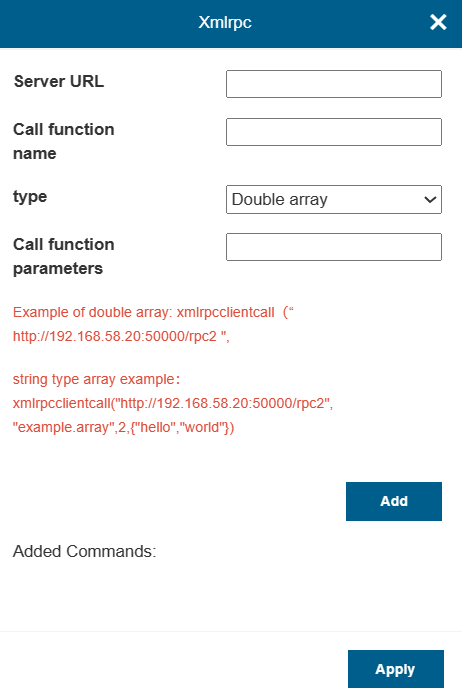 Xmlrpc
Server URL
Call function
name
type
Double array
Call function
parameters
Example of double array: xmlrpcclientcall（“
http://192.168.58.20:50000/rpc2 ",
string type array example：
xmlrpcclientcall("http://192.168.58.20:50000/rpc2",
"example.array",2,{"hello","world"})
Add
Added Commands:
Apply